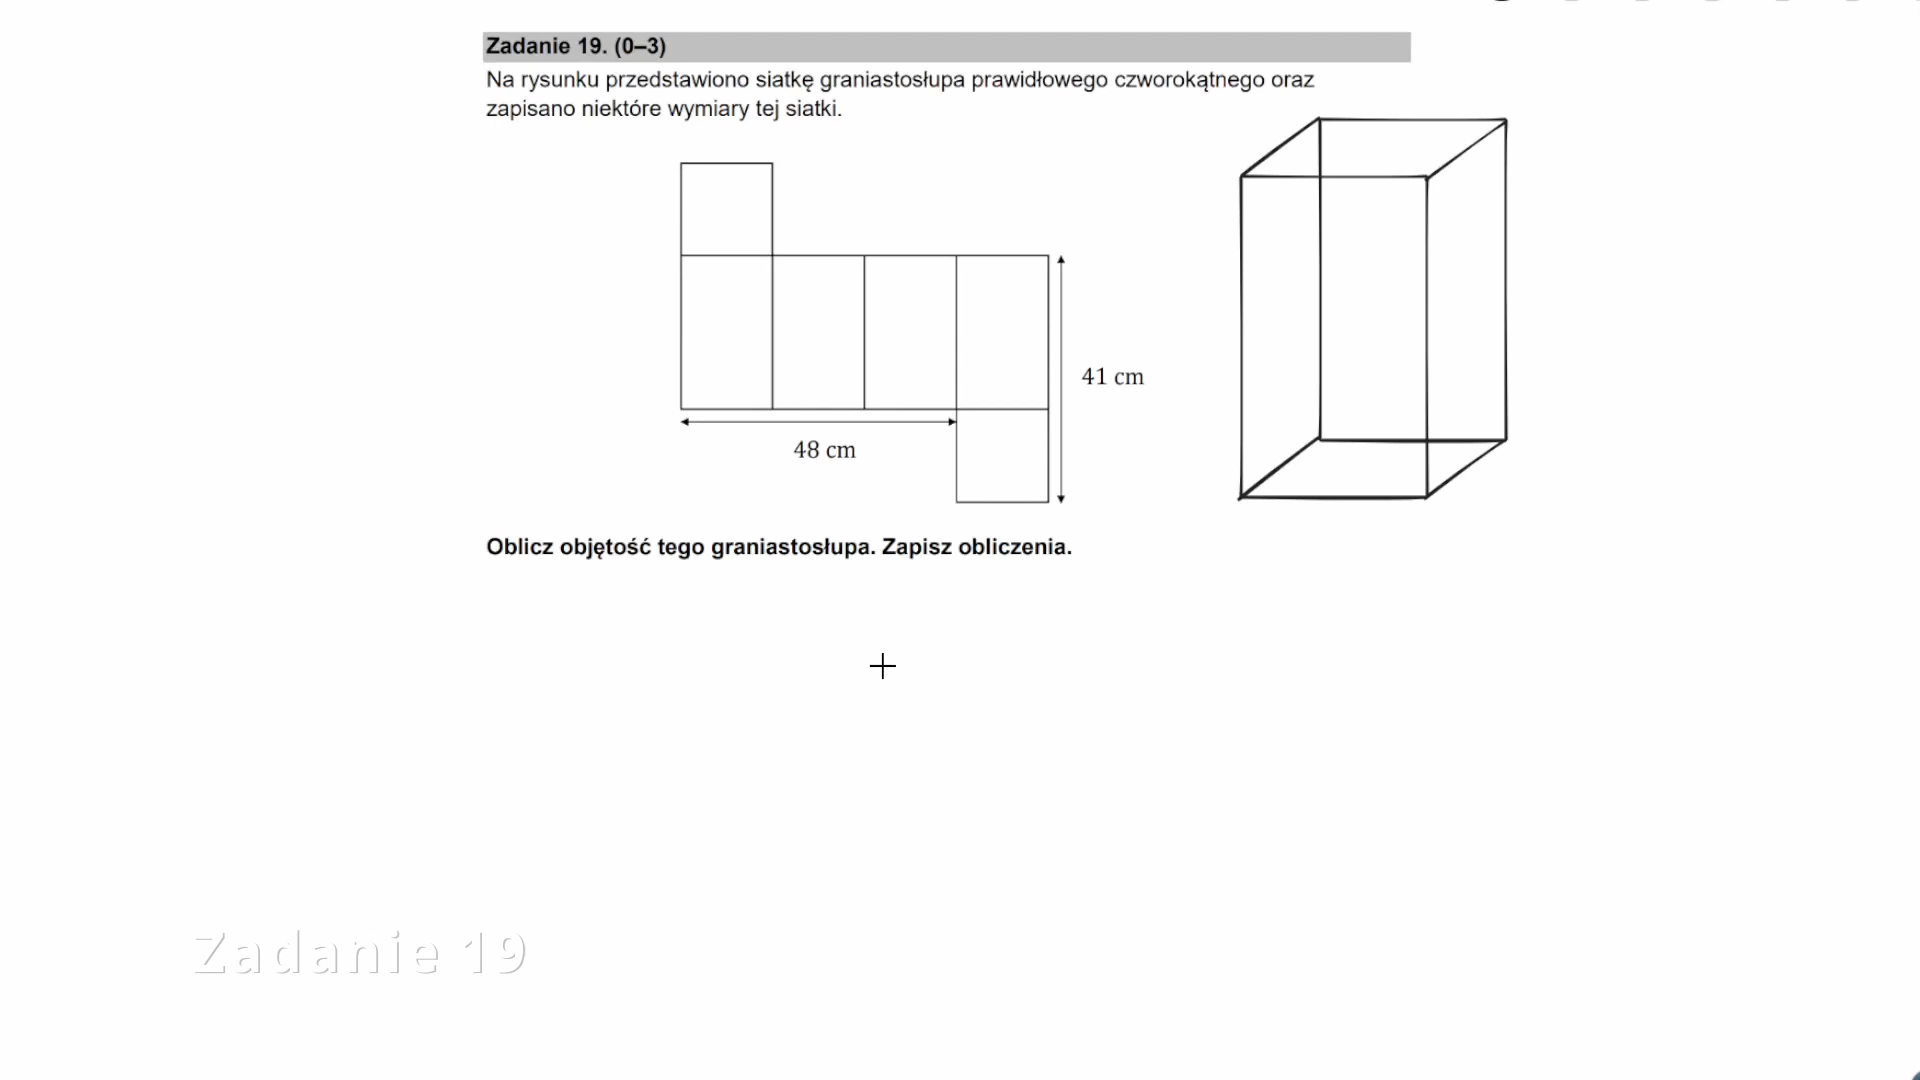 Zadanie 19. (0–3)
Na rysunku przedstawiono siatkę graniastosłupa prawidłowego czworokątnego oraz
zapisano niektóre wymiary tej siatki.
41 cm
48 cm
Oblicz objętość tego graniastosłupa. Zapisz obliczenia.
Zadanie 19